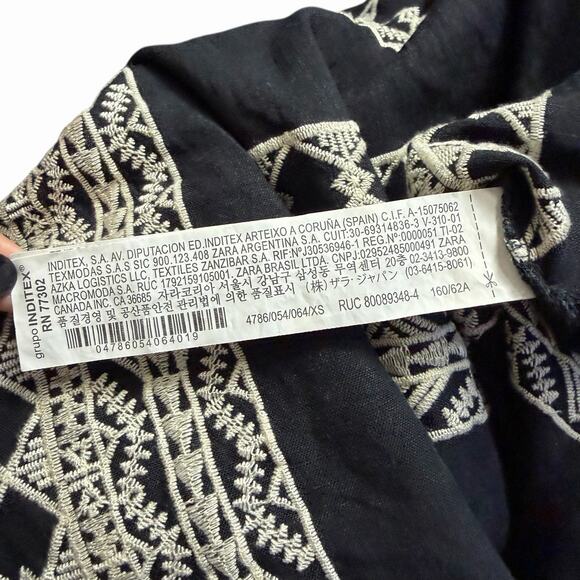 grupo INDITEX®
RN 77302
INDITEX, S.A. AV. DIPUTACION ED.INDITEX ARTEIXO A CORUÑA (SPAIN) C.I.F. A-15075062
TEXMODAS S.A.S SIC 900.123.408 ZARA ARGENTINA S.A. CUIT:30-69314836-3 V-310-01
AZKA LOGISTICS LLC, TEXTILES ZANZIBAR S.A. RIF:NºJ30536946-1 REG.Nº:0000051 TI-02
MACROMODA S.A. RUC 1792159105001. ZARA BRASIL LTDA. CNPJ:02952485000491 ZARA
CANADA,INC. CA 36685 자라코리아 서울시 강남구 삼성동 무역 센터 2층 02-3413-9800
품질경영 및 공산품안전 관리법에 의한 품질표시 (株) ザラ・ジャパン (03-6415-8061)
04786054064019
4786/054/064/XS
RUC 80089348-4
160/62A